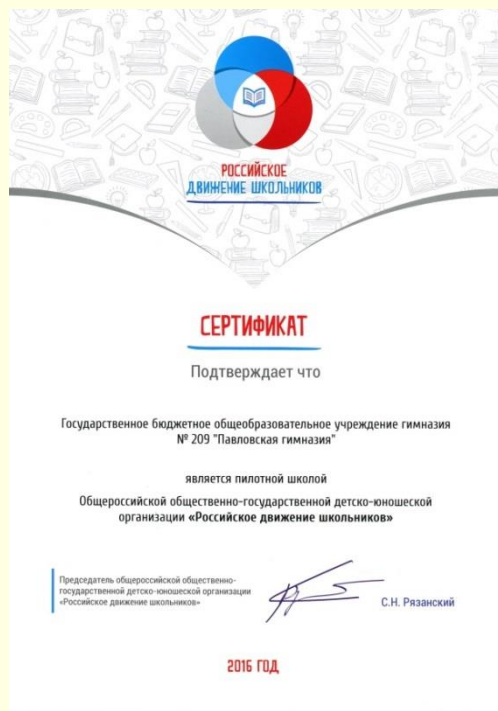 РОССИЙСКОЕ
ДВИЖЕНИЕ ШКОЛЬНИКОВ
СЕРТИФИКАТ
Подтверждает что
Государственное бюджетное общеобразовательное учреждение гимназия
№ 209 "Павловская гимназия"
является пилотной школой
Общероссийской общественно-государственной детско-юношеской
организации «Российское движение школьников»
Председатель общероссийской общественно-
государственной детско-юношеской организации
«Российское движение школьников»
С.Н. Рязанский
2016 ГОД